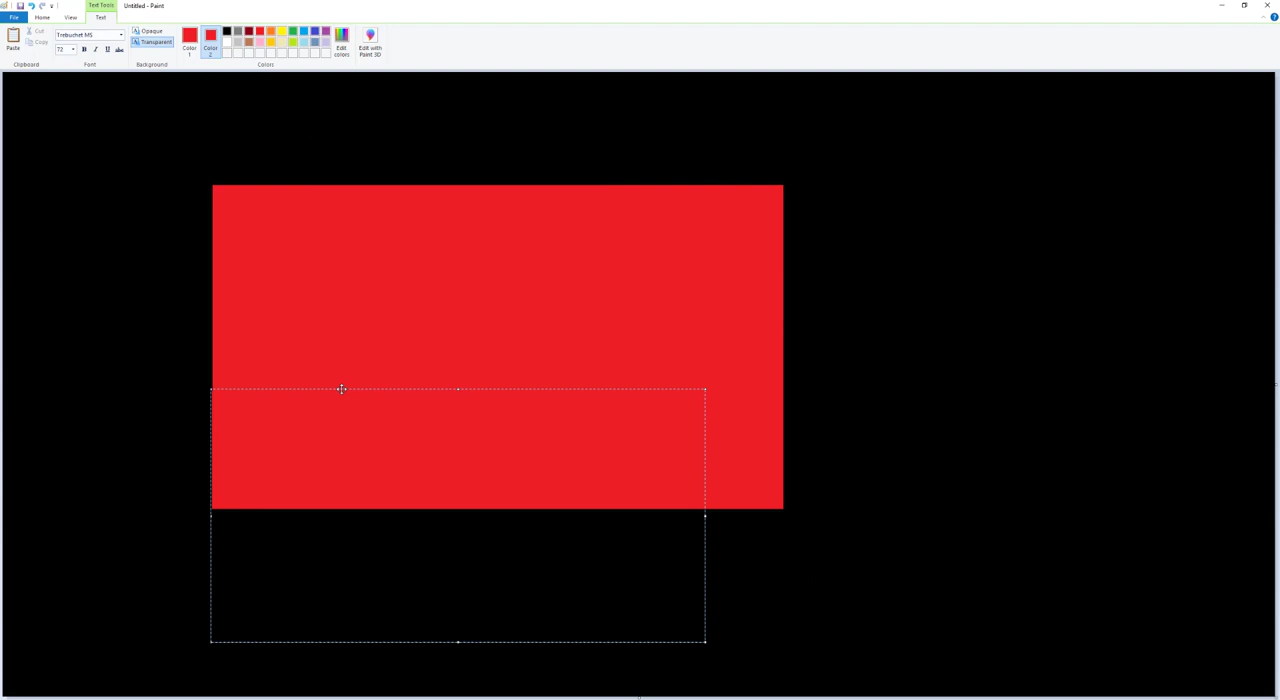 Text Tools
Untitled - Paint
File
Home
View
Text
Paste
Cut
Copy
Clipboard
Trebuchet MS
72
B I U abc
Font
Opaque
Transparent
Background
Color 1
Color 2
Edit colors
Colors
Edit with Paint 3D